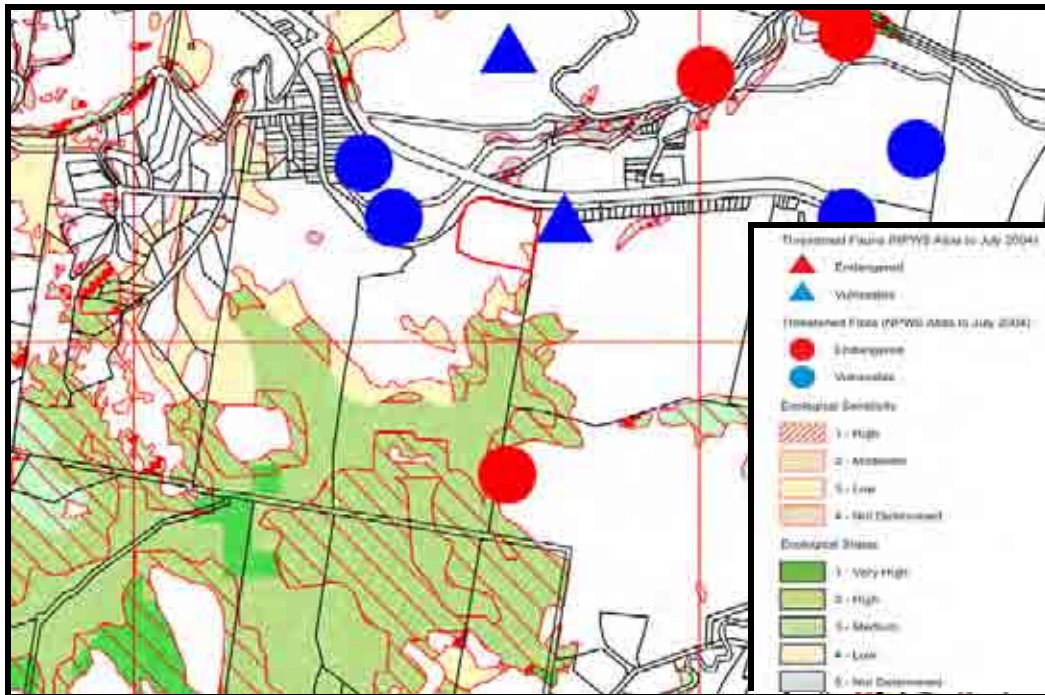 Threatened Fauna (NPWS Atlas to July 2004)
Endangered
Vulnerable
Threatened Flora (NPWS Atlas to July 2004)
Endangered
Vulnerable
Ecological Sensitivity
1 - High
2 - Moderate
3 - Low
4 - Not Determined
Ecological Status
1 - Very High
2 - High
3 - Medium
4 - Low
5 - Not Determined